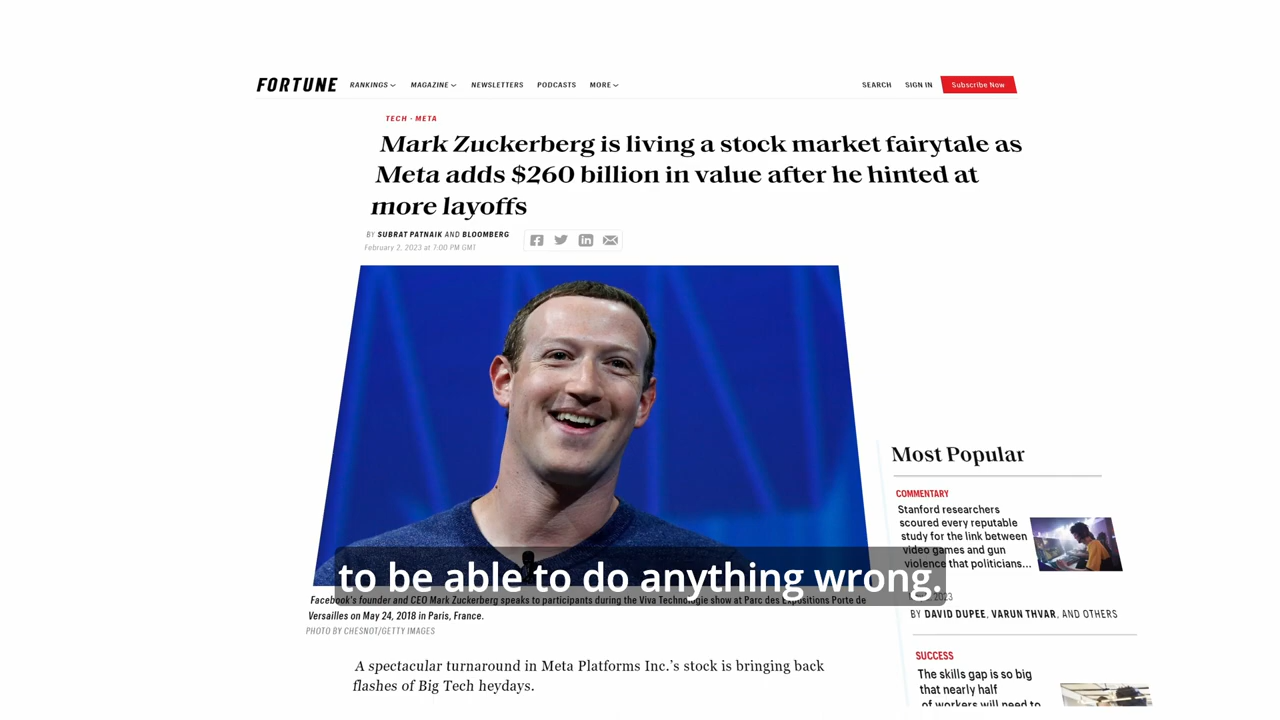 FORTUNE RANKINGS MAGAZINE NEWSLETTERS PODCASTS MORE SEARCH SIGN IN Subscribe Now
TECH · META
Mark Zuckerberg is living a stock market fairytale as
Meta adds $260 billion in value after he hinted at
more layoffs
BY SUBRAT PATNAIK AND BLOOMBERG
February 2, 2023 at 7:00 PM GMT
to be able to do anything wrong.
Facebook's founder and CEO Mark Zuckerberg speaks to participants during the Viva Technologie show at Parc des Expositions Porte de
Versailles on May 24, 2018 in Paris, France.
PHOTO BY CHESNOT/GETTY IMAGES
A spectacular turnaround in Meta Platforms Inc.'s stock is bringing back
flashes of Big Tech heydays.
Most Popular
COMMENTARY
Stanford researchers
scoured every reputable
study for the link between
video games and gun
violence that politicians...
2023
BY DAVID DUPEE, VARUN THVAR, AND OTHERS
SUCCESS
The skills gap is so big
that nearly half
of workers will need to